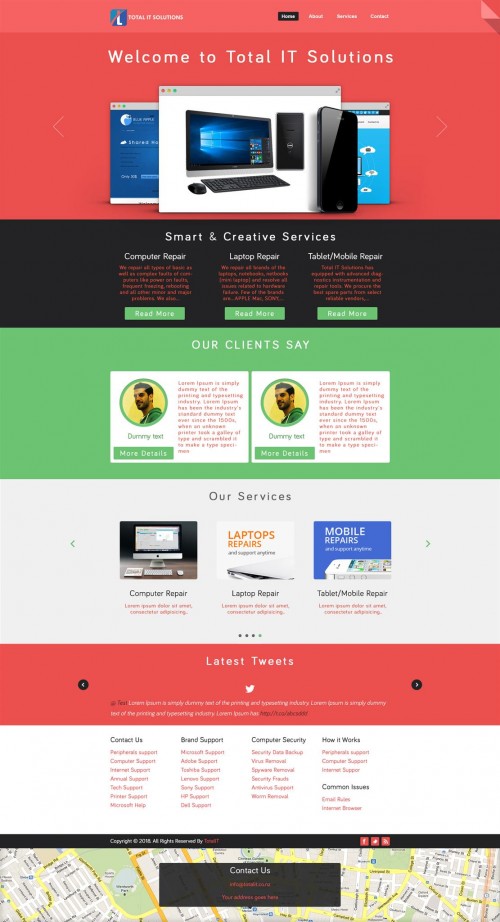 TOTAL IT SOLUTIONS
Home About Services Contact
Welcome to Total IT Solutions
BLUE APPLE
Shared
Smart & Creative Services
Computer Repair
We repair all types of basic as
well as complex faults of com-
puters like power on faults,
frequent freezing, rebooting
and all other minor and major
problems. We also...
Read More
Laptop Repair
We repair all brands of the
laptops, notebooks, netbooks
(mini laptop) and resolve all
issues related to hardware
failure. Few of the brands
are...APPLE Mac, SONY,...
Read More
Tablet/Mobile Repair
Total IT Solutions has
equipped with advanced diag-
nostics instrumentation and
repair tools. We procure the
best spare parts from select
reliable vendors,...
Read More
OUR CLIENTS SAY
Dummy text
More Details
Lorem Ipsum is simply
dummy text of the
printing and typesetting
industry. Lorem Ipsum
has been the industry's
standard dummy text
ever since the 1500s,
when an unknown
printer took a galley of
type and scrambled it
to make a type speci-
men
Dummy text
More Details
Lorem Ipsum is simply
dummy text of the
printing and typesetting
industry. Lorem Ipsum
has been the industry's
standard dummy text
ever since the 1500s,
when an unknown
printer took a galley of
type and scrambled it
to make a type speci-
men
Our Services
Computer Repair
Lorem ipsum dolor sit amet,
consectetur adipisicing..
LAPTOPS
REPAIRS
and support anytime
Laptop Repair
Lorem ipsum dolor sit amet,
consectetur adipisicing..
MOBILE
REPAIRS
and support anytime
Tablet/Mobile Repair
Lorem ipsum dolor sit amet,
consectetur adipisicing..
Latest Tweets
@ Test Lorem Ipsum is simply dummy text of the printing and typesetting industry. Lorem Ipsum is simply dummy
text of the printing and typesetting industry. Lorem Ipsum has
Contact Us
Peripherals support
Computer Support
Internet Support
Annual Support
Tech Support
Printer Support
Microsoft Help
Brand Support
Microsoft Support
Adobe Support
Toshiba Support
Lenovo Support
Sony Support
HP Support
Dell Support
Computer Security
Security Data Backup
Virus Removal
Spyware Removal
Security Frauds
Antivirus Support
Worm Removal
How it Works
Peripherals support
Computer Support
Internet Suppor
Common Issues
Email Rules
Internet Browser
Copyright © 2018, All Rights Reserved By TotalIT
Contact Us
Your address goes here